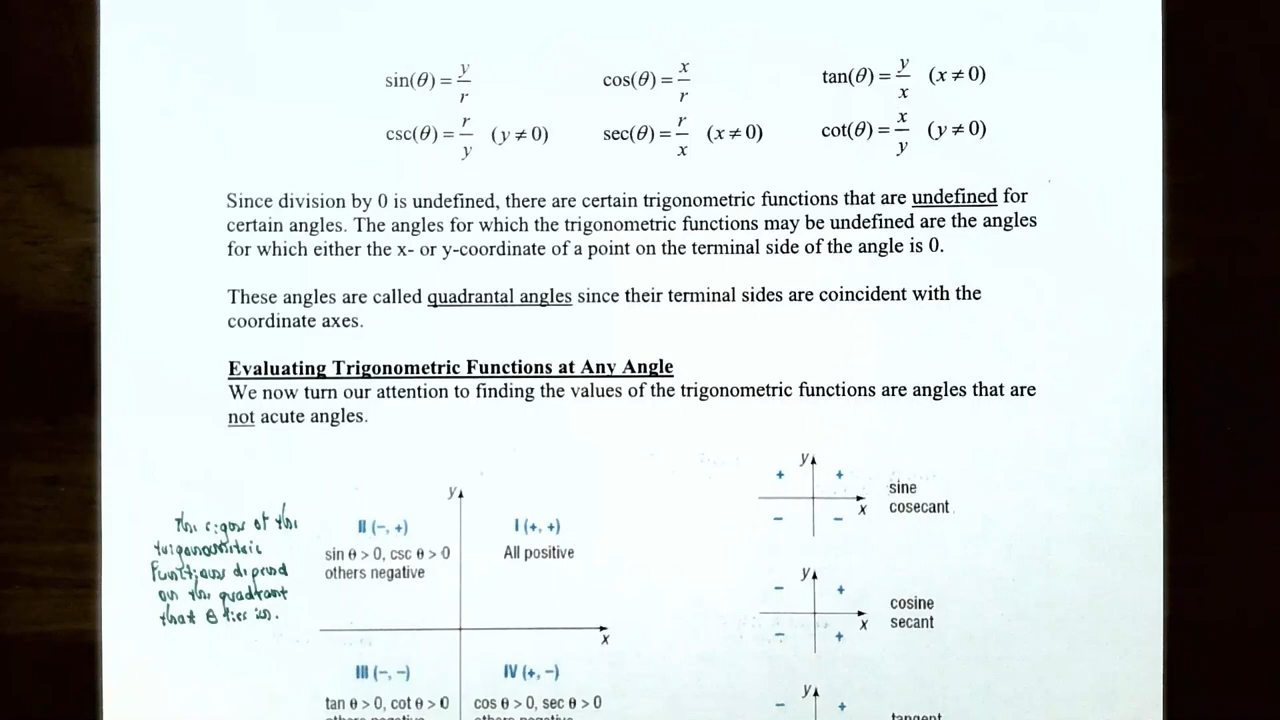 sin(θ) = y/r cos(θ) = x/r tan(θ) = y/x (x ≠ 0)
csc(θ) = r/y (y ≠ 0) sec(θ) = r/x (x ≠ 0) cot(θ) = x/y (y ≠ 0)
Since division by 0 is undefined, there are certain trigonometric functions that are undefined for
certain angles. The angles for which the trigonometric functions may be undefined are the angles
for which either the x- or y-coordinate of a point on the terminal side of the angle is 0.
These angles are called quadrantal angles since their terminal sides are coincident with the
coordinate axes.
Evaluating Trigonometric Functions at Any Angle
We now turn our attention to finding the values of the trigonometric functions are angles that are
not acute angles.
The signs of the
trigonometric
functions depend
on the quadrant
that θ lies in.
y
II (−, +)
sin θ > 0, csc θ > 0
others negative
I (+, +)
All positive
x
III (−, −)
tan θ > 0, cot θ > 0
others negative
IV (+, −)
cos θ > 0, sec θ > 0
others negative
y
+ +
− −
x
sine
cosecant
y
− +
− +
x
cosine
secant
y
− +
tangent